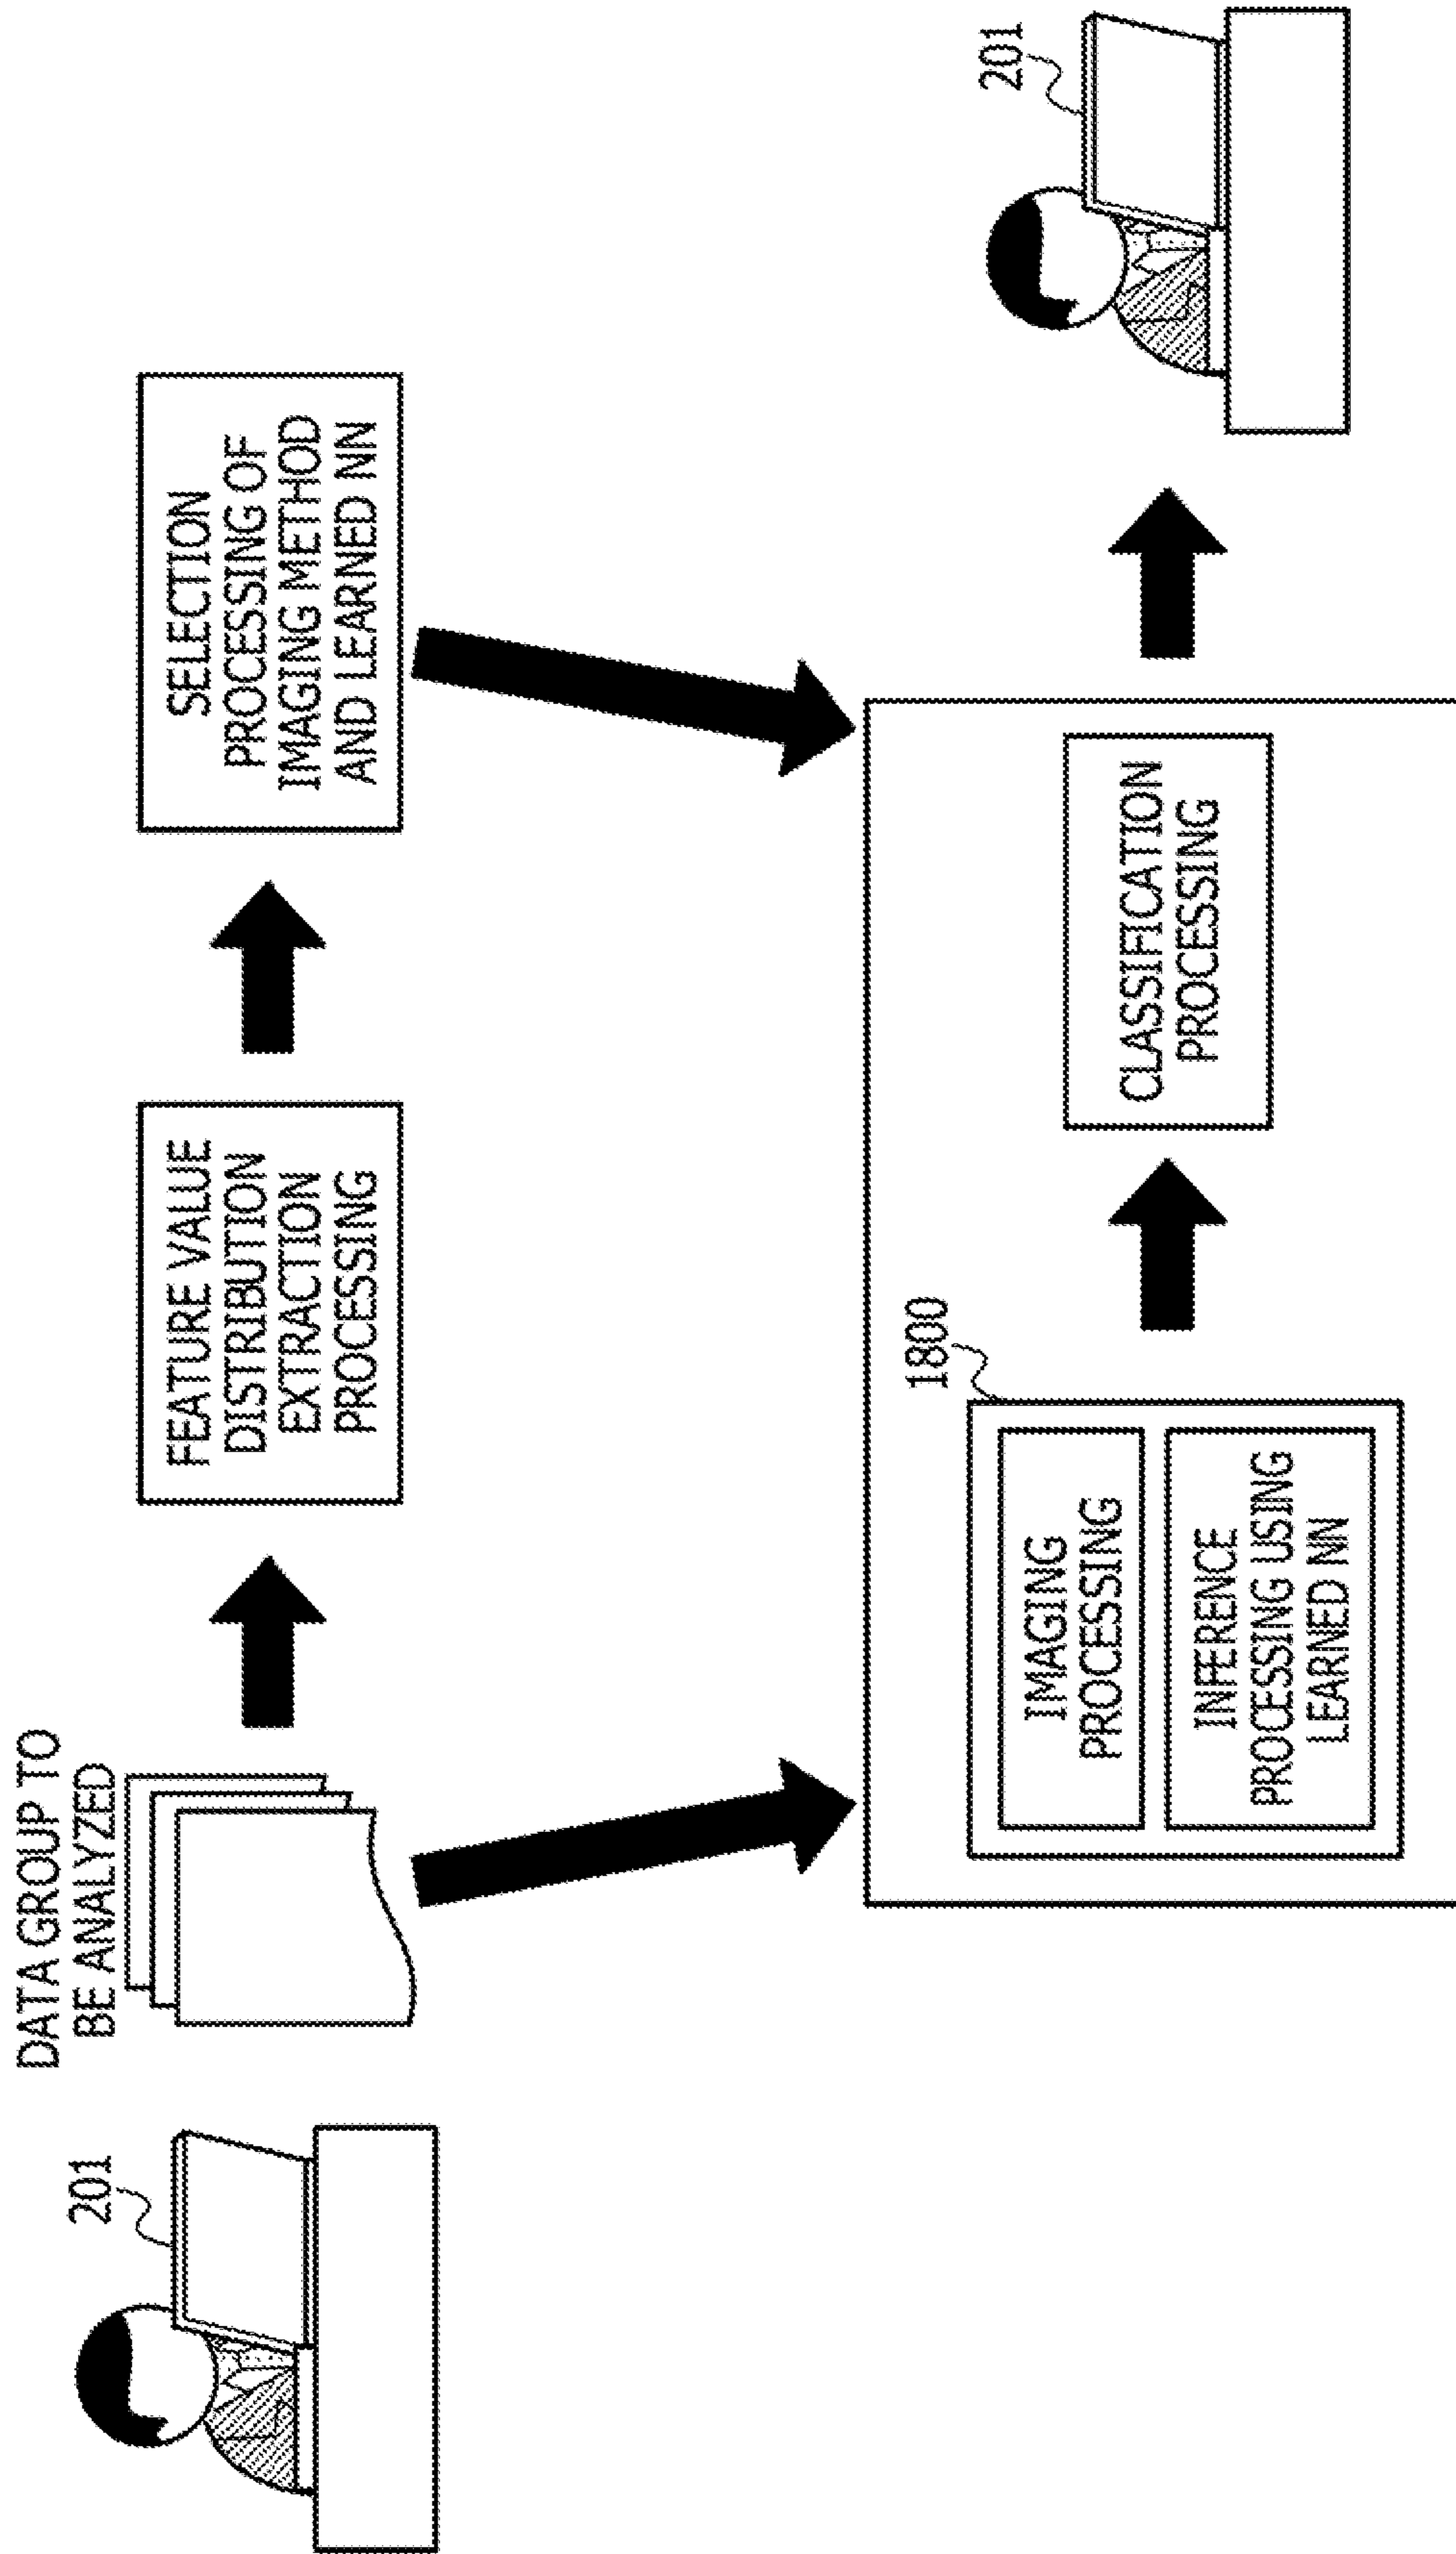 201
DATA GROUP TO
BE ANALYZED
FEATURE VALUE
DISTRIBUTION
EXTRACTION
PROCESSING
SELECTION
PROCESSING OF
IMAGING METHOD
AND LEARNED NN
1800
IMAGING
PROCESSING
INFERENCE
PROCESSING USING
LEARNED NN
CLASSIFICATION
PROCESSING
201